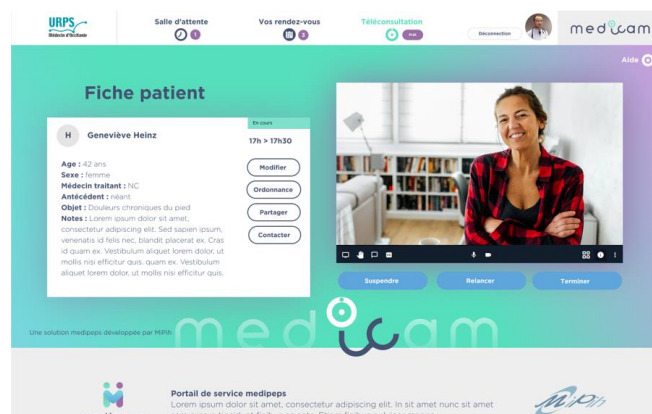 URPS
Médecin d'Occitanie
Salle d'attente
1
Vos rendez-vous
3
Téléconsultation
Déconnection
medicam
Aide
Fiche patient
H
Geneviève Heinz
En cours
17h > 17h30
Age : 42 ans
Sexe : femme
Médecin traitant : NC
Antécédent : néant
Objet : Douleurs chroniques du pied
Notes : Lorem ipsum dolor sit amet,
consectetur adipiscing elit. Sed sapien ipsum,
venenatis id felis nec, blandit placerat ex. Cras
id quam ex. Vestibulum aliquet lorem dolor, ut
mollis nisi efficitur quis. quam ex. Vestibulum
aliquet lorem dolor, ut mollis nisi efficitur quis.
Modifier
Ordonnance
Partager
Contacter
Suspendre
Relancer
Terminer
Une solution medipeps développée par MiPih
medicam
Portail de service medipeps
Lorem ipsum dolor sit amet, consectetur adipiscing elit. In sit amet nunc sit amet
MiPih